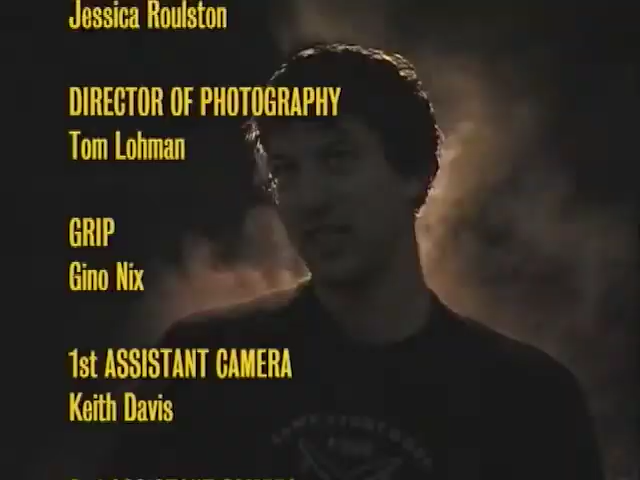 Jessica Roulston
DIRECTOR OF PHOTOGRAPHY
Tom Lohman
GRIP
Gino Nix
1st ASSISTANT CAMERA
Keith Davis